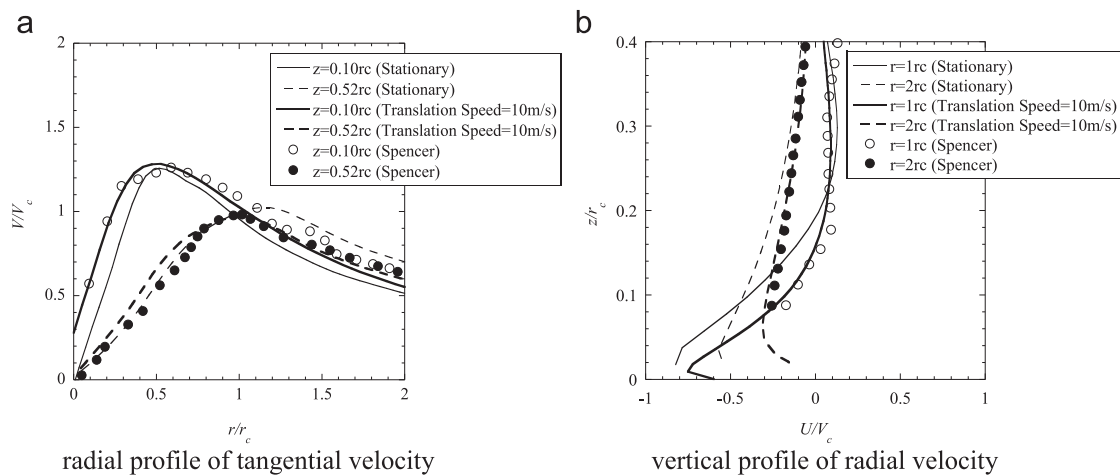 a
2
1.5
1
0.5
0
0
0.5
1
1.5
2
V/Vc
r/rc
z=0.10rc (Stationary)
z=0.52rc (Stationary)
z=0.10rc (Translation Speed=10m/s)
z=0.52rc (Translation Speed=10m/s)
z=0.10rc (Spencer)
z=0.52rc (Spencer)
radial profile of tangential velocity
b
0.4
0.3
0.2
0.1
0
-1
-0.5
0
0.5
1
z/rc
U/Vc
r=1rc (Stationary)
r=2rc (Stationary)
r=1rc (Translation Speed=10m/s)
r=2rc (Translation Speed=10m/s)
r=1rc (Spencer)
r=2rc (Spencer)
vertical profile of radial velocity